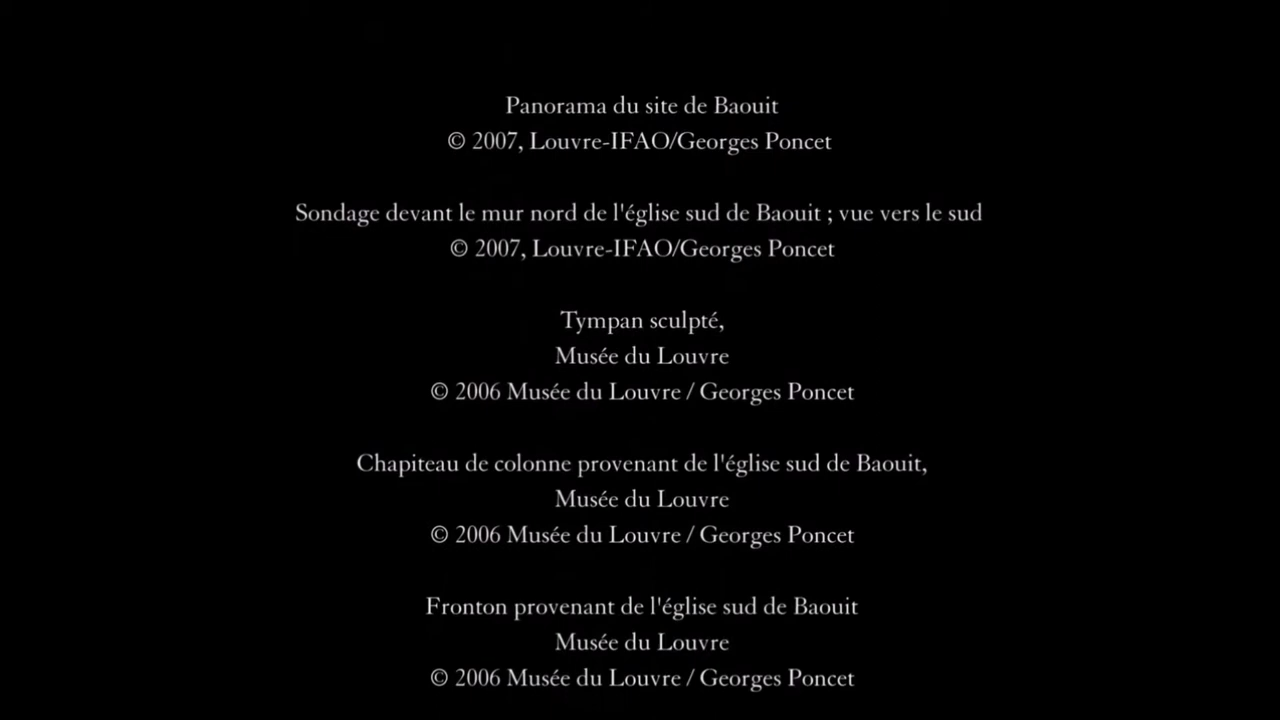 Panorama du site de Baouit
© 2007, Louvre-IFAO/Georges Poncet
Sondage devant le mur nord de l'église sud de Baouit ; vue vers le sud
© 2007, Louvre-IFAO/Georges Poncet
Tympan sculpté,
Musée du Louvre
© 2006 Musée du Louvre / Georges Poncet
Chapiteau de colonne provenant de l'église sud de Baouit,
Musée du Louvre
© 2006 Musée du Louvre / Georges Poncet
Fronton provenant de l'église sud de Baouit
Musée du Louvre
© 2006 Musée du Louvre / Georges Poncet